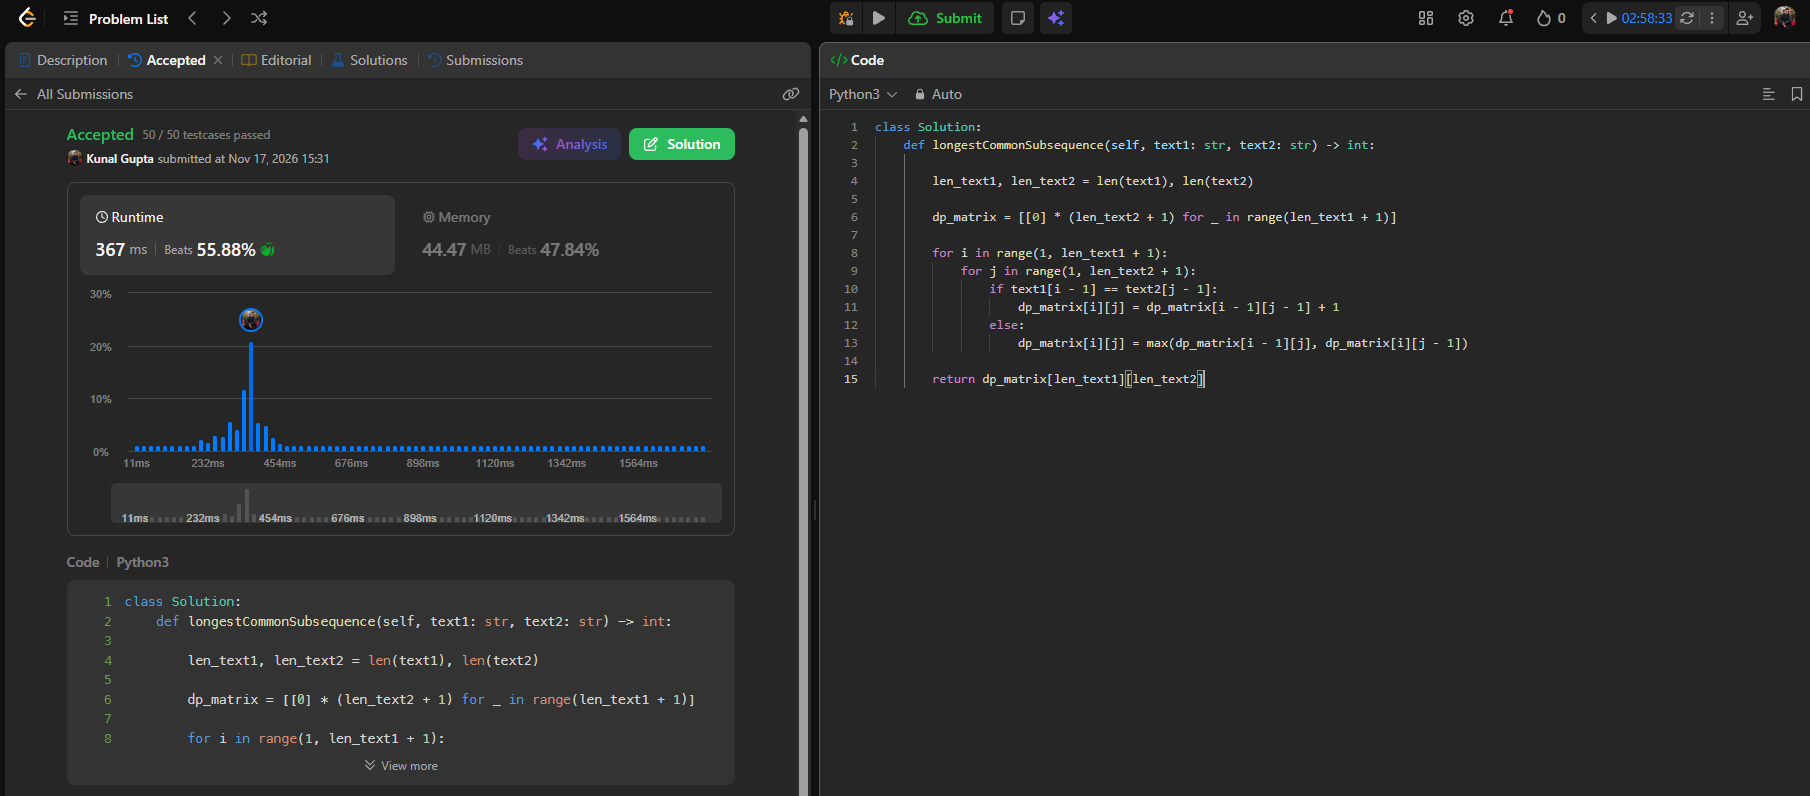 Problem List
Submit
0
02:58:33
Description
Accepted
Editorial
Solutions
Submissions
All Submissions
Accepted 50 / 50 testcases passed
Kunal Gupta submitted at Nov 17, 2026 15:31
Analysis
Solution
Runtime
367 ms Beats 55.88%
Memory
44.47 MB Beats 47.84%
30%
20%
10%
0%
11ms 232ms 454ms 676ms 898ms 1120ms 1342ms 1564ms
11ms 232ms 454ms 676ms 898ms 1120ms 1342ms 1564ms
Code Python3
1 class Solution:
2     def longestCommonSubsequence(self, text1: str, text2: str) -> int:
3
4         len_text1, len_text2 = len(text1), len(text2)
5
6         dp_matrix = [[0] * (len_text2 + 1) for _ in range(len_text1 + 1)]
7
8         for i in range(1, len_text1 + 1):
View more
</> Code
Python3
Auto
1 class Solution:
2     def longestCommonSubsequence(self, text1: str, text2: str) -> int:
3
4         len_text1, len_text2 = len(text1), len(text2)
5
6         dp_matrix = [[0] * (len_text2 + 1) for _ in range(len_text1 + 1)]
7
8         for i in range(1, len_text1 + 1):
9             for j in range(1, len_text2 + 1):
10                 if text1[i - 1] == text2[j - 1]:
11                     dp_matrix[i][j] = dp_matrix[i - 1][j - 1] + 1
12                 else:
13                     dp_matrix[i][j] = max(dp_matrix[i - 1][j], dp_matrix[i][j - 1])
14
15         return dp_matrix[len_text1][len_text2]